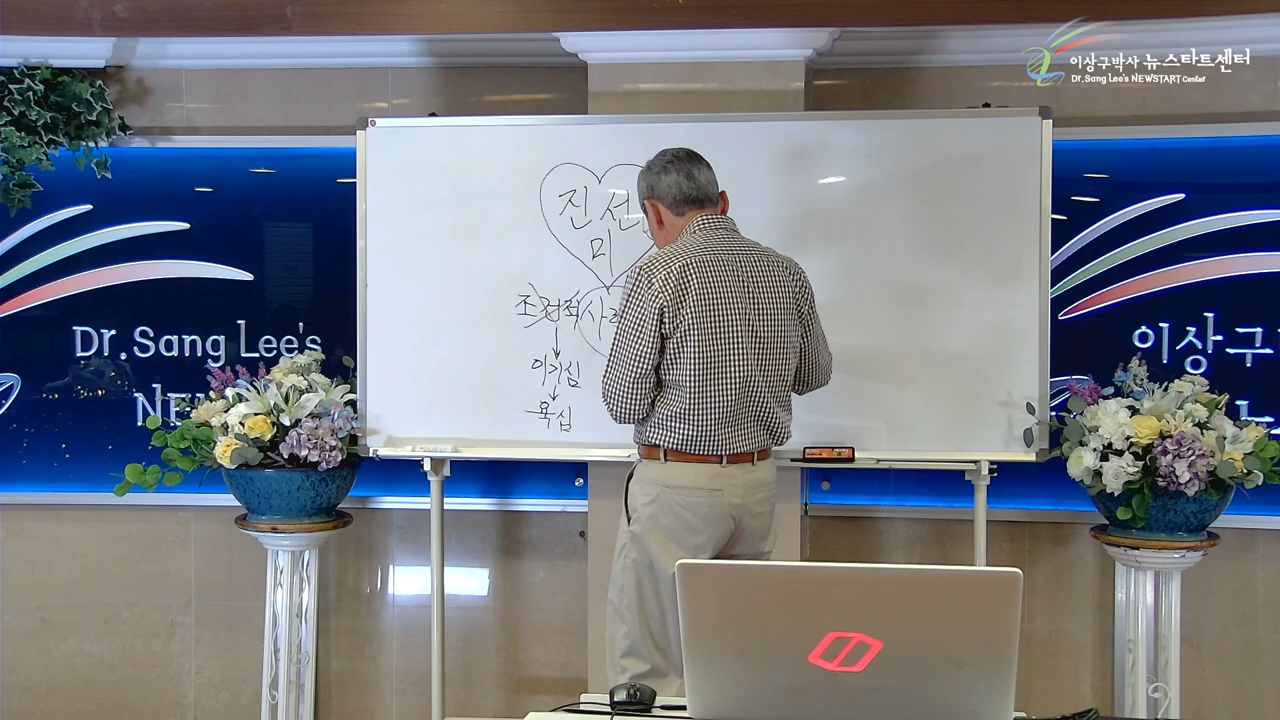 이상구박사 뉴스타트센터
Dr.Sang Lee's NEWSTART Center
진선
미
조건적
사
이기심
욕심
Dr.Sang Lee's
이상구